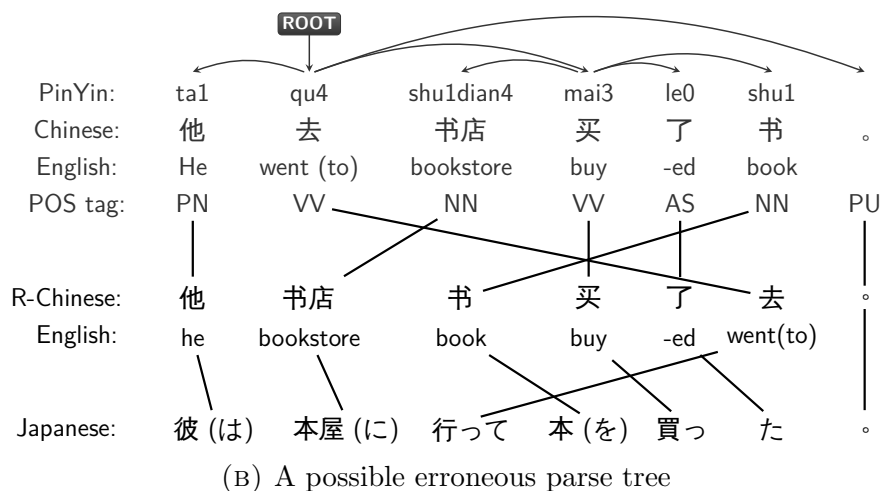 ROOT
PinYin: ta1 qu4 shu1dian4 mai3 le0 shu1
Chinese: 他 去 书店 买 了 书 。
English: He went (to) bookstore buy -ed book
POS tag: PN VV NN VV AS NN PU
R-Chinese: 他 书店 书 买 了 去 。
English: he bookstore book buy -ed went(to)
Japanese: 彼 (は) 本屋 (に) 行って 本 (を) 買っ た 。
(B) A possible erroneous parse tree